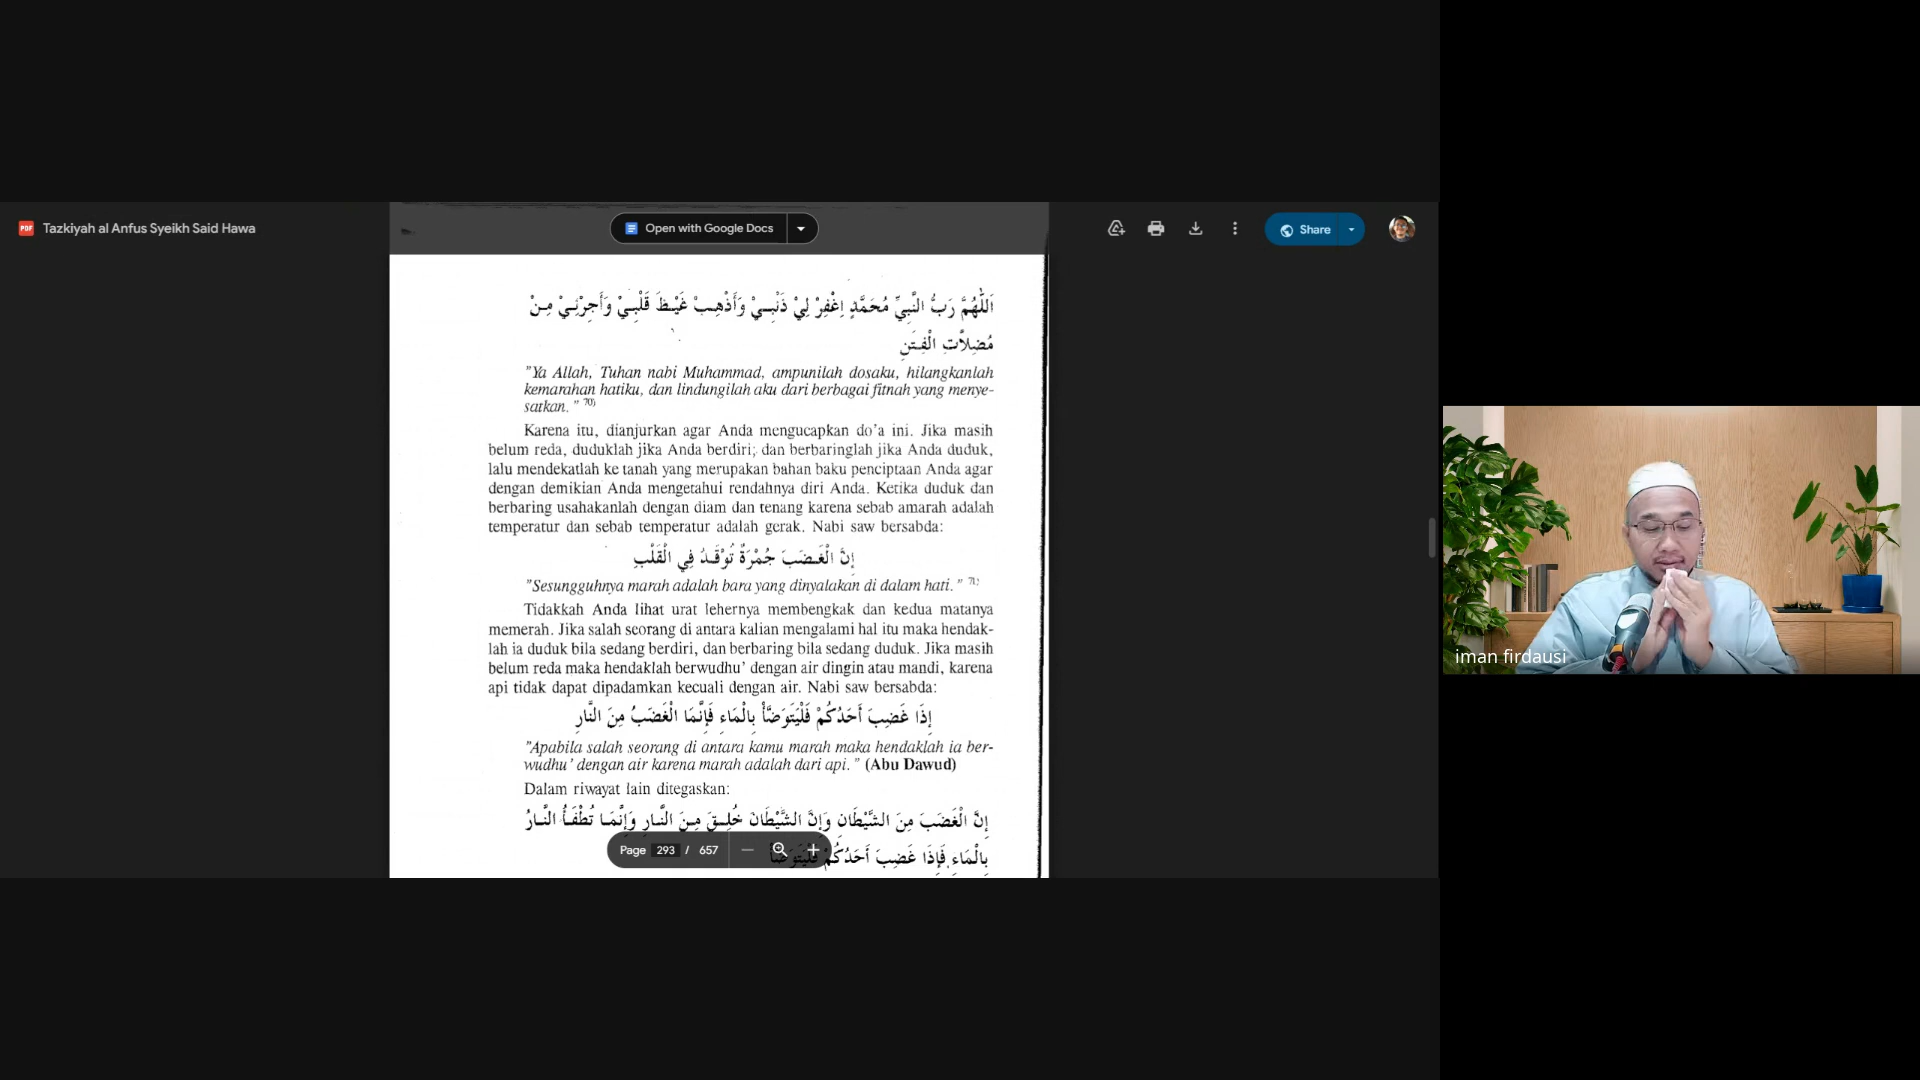 Tazkiyah al Anfus Syeikh Said Hawa
Open with Google Docs
Share
اَللّٰهُمَّ رَبُّ النَّبِيِّ مُحَمَّدٍ اِغْفِرْ لِيْ ذَنْبِيْ وَأَذْهِبْ غَيْظَ قَلْبِيْ وَأَجِرْنِيْ مِنْ
مُضِلاَّتِ الْفِتَنِ
"Ya Allah, Tuhan nabi Muhammad, ampunilah dosaku, hilangkanlah
kemarahan hatiku, dan lindungilah aku dari berbagai fitnah yang menye-
satkan." 70)
Karena itu, dianjurkan agar Anda mengucapkan do'a ini. Jika masih
belum reda, duduklah jika Anda berdiri; dan berbaringlah jika Anda duduk,
lalu mendekatlah ke tanah yang merupakan bahan baku penciptaan Anda agar
dengan demikian Anda mengetahui rendahnya diri Anda. Ketika duduk dan
berbaring usahakanlah dengan diam dan tenang karena sebab amarah adalah
temperatur dan sebab temperatur adalah gerak. Nabi saw bersabda:
إِنَّ الْغَضَبَ جُمْرَةٌ تُوْقَدُ فِي الْقَلْبِ
"Sesungguhnya marah adalah bara yang dinyalakan di dalam hati." 71)
Tidakkah Anda lihat urat lehernya membengkak dan kedua matanya
memerah. Jika salah seorang di antara kalian mengalami hal itu maka hendak-
lah ia duduk bila sedang berdiri, dan berbaring bila sedang duduk. Jika masih
belum reda maka hendaklah berwudhu' dengan air dingin atau mandi, karena
api tidak dapat dipadamkan kecuali dengan air. Nabi saw bersabda:
إِذَا غَضِبَ أَحَدُكُمْ فَلْيَتَوَضَّأْ بِالْمَاءِ فَإِنَّمَا الْغَضَبُ مِنَ النَّارِ
"Apabila salah seorang di antara kamu marah maka hendaklah ia ber-
wudhu' dengan air karena marah adalah dari api." (Abu Dawud)
Dalam riwayat lain ditegaskan:
إِنَّ الْغَضَبَ مِنَ الشَّيْطَانِ وَإِنَّ الشَّيْطَانَ خُلِقَ مِنَ النَّارِ وَإِنَّمَا تُطْفَأُ النَّارُ
بِالْمَاءِ فَإِذَا غَضِبَ أَحَدُكُمْ فَلْيَتَوَضَّأْ
Page 293 / 657
iman firdausi